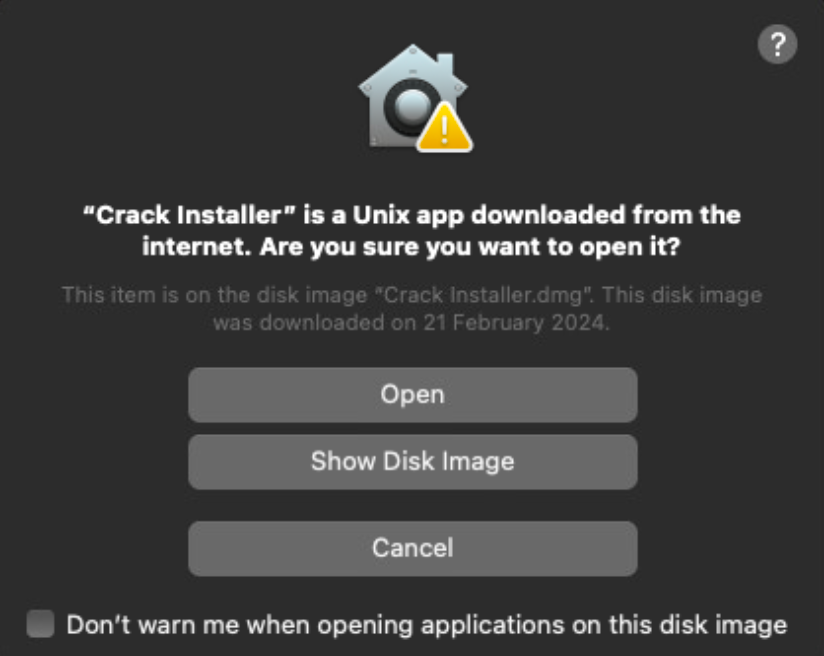 ?
“Crack Installer” is a Unix app downloaded from the
internet. Are you sure you want to open it?
This item is on the disk image “Crack Installer.dmg”. This disk image
was downloaded on 21 February 2024.
Open
Show Disk Image
Cancel
Don’t warn me when opening applications on this disk image